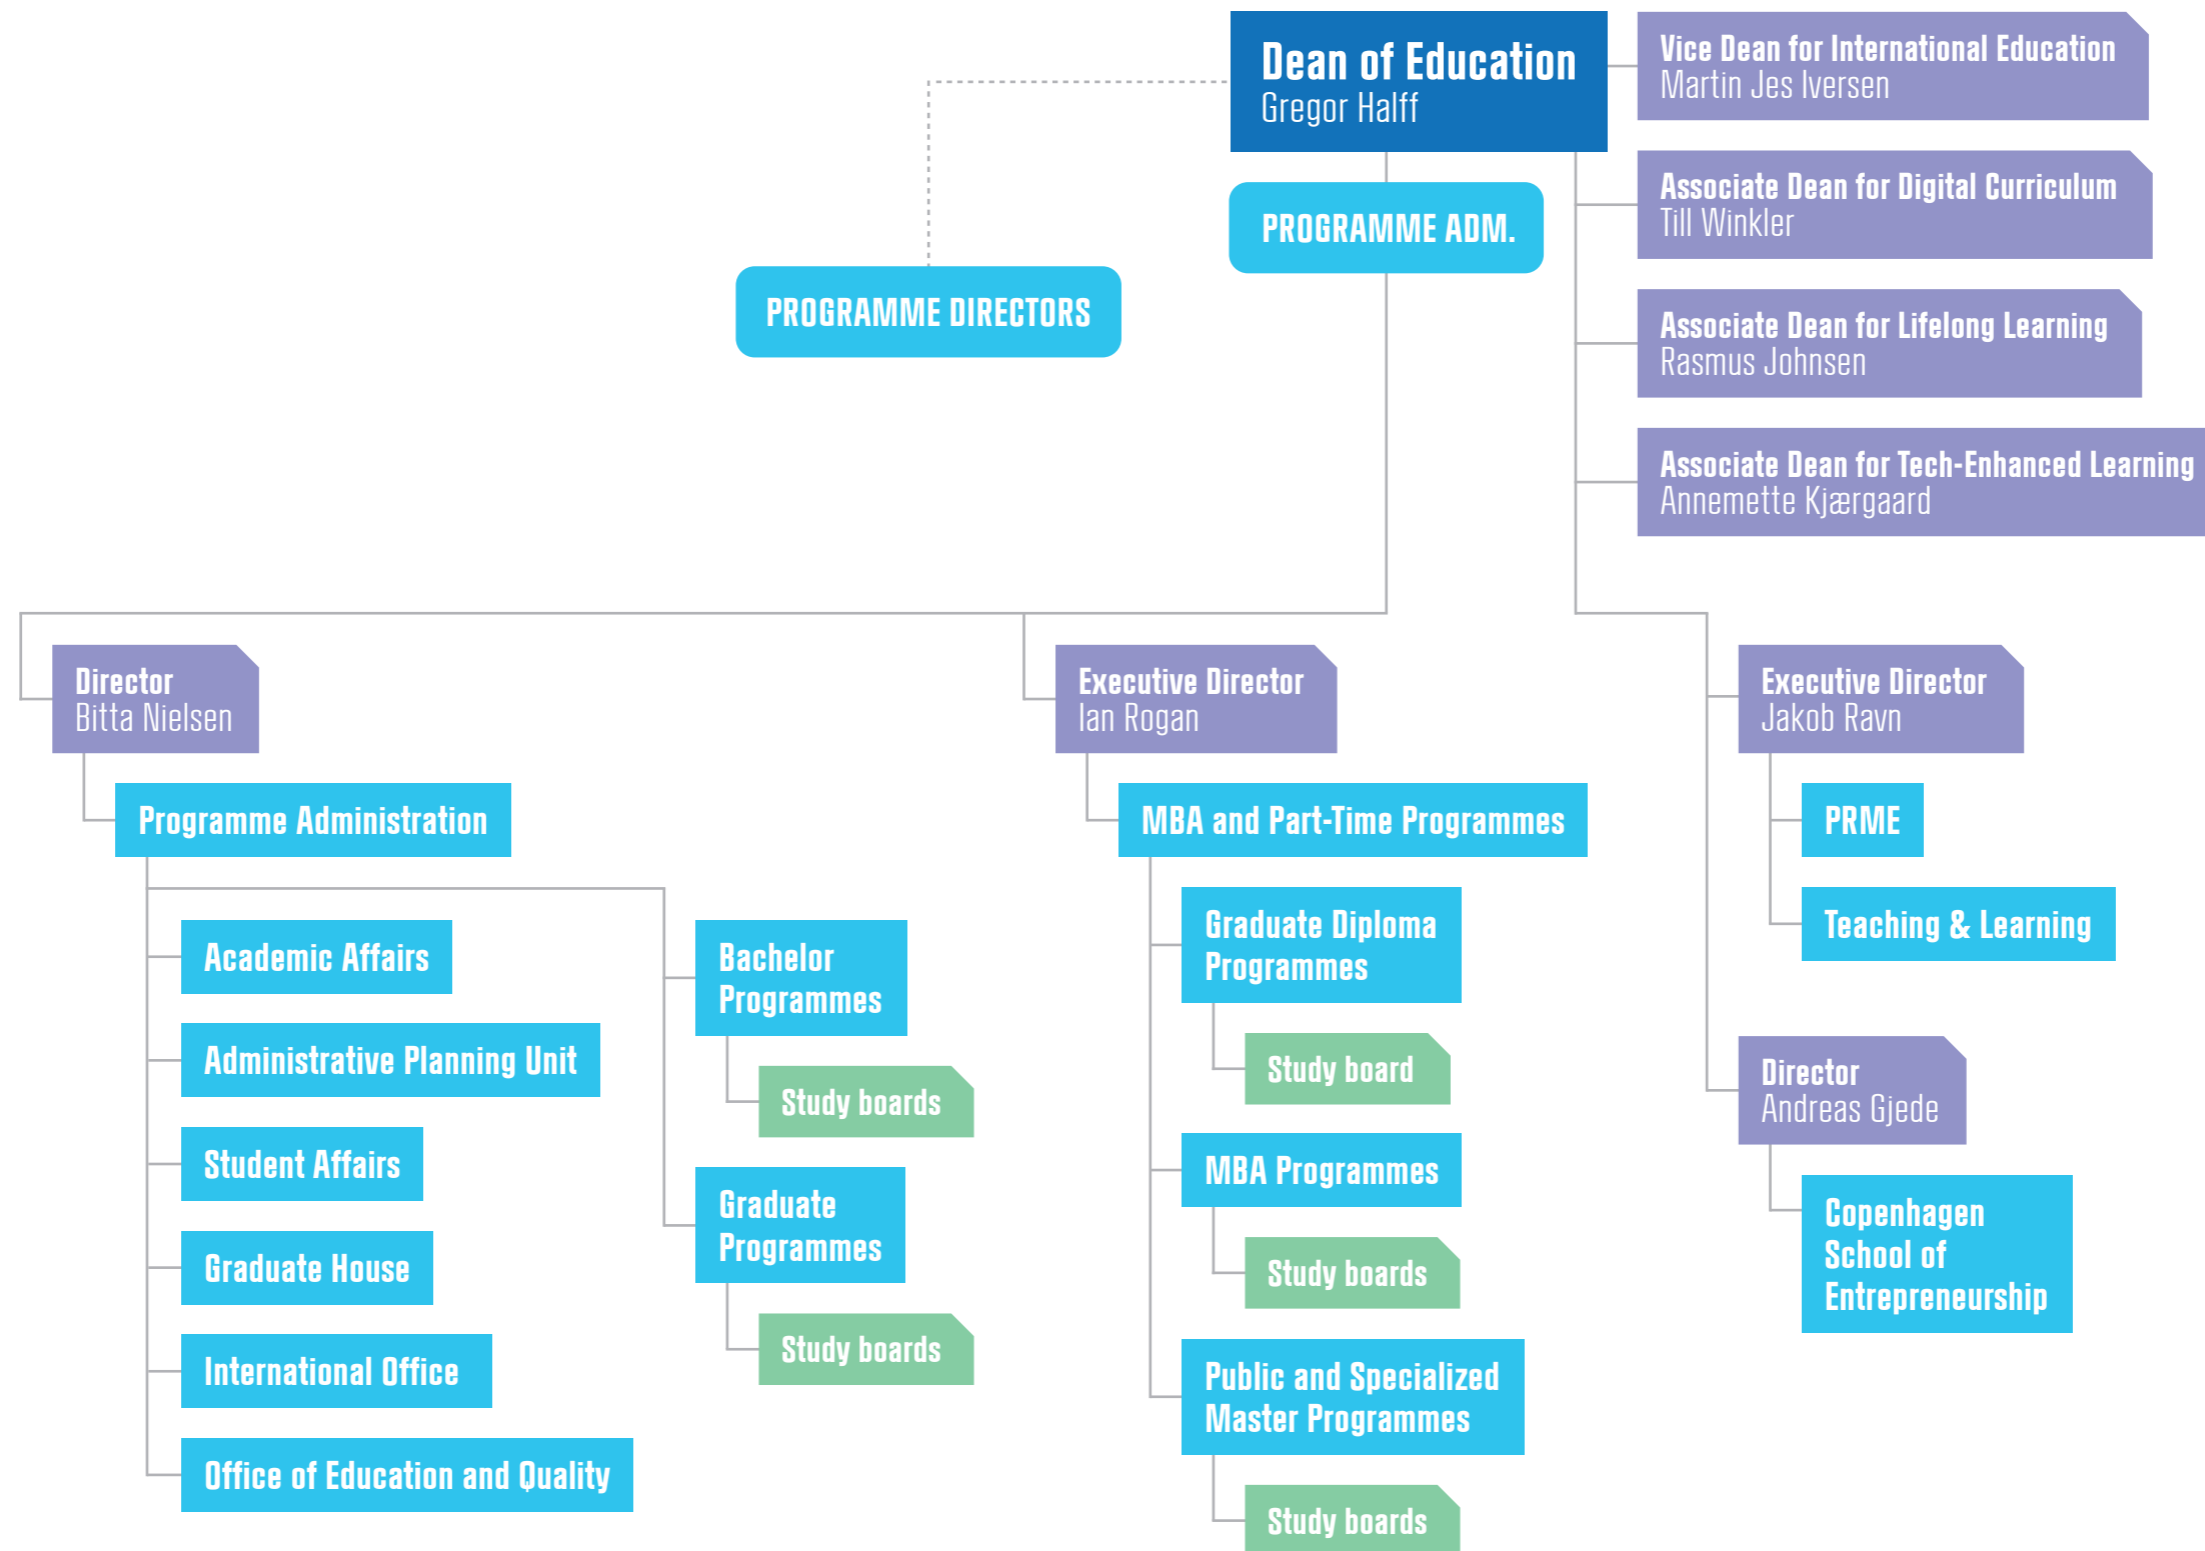 Dean of Education
Gregor Halff
Vice Dean for International Education
Martin Jes Iversen
Associate Dean for Digital Curriculum
Till Winkler
PROGRAMME ADM.
PROGRAMME DIRECTORS
Associate Dean for Lifelong Learning
Rasmus Johnsen
Associate Dean for Tech-Enhanced Learning
Annemette Kjærgaard
Director
Bitta Nielsen
Programme Administration
Academic Affairs
Administrative Planning Unit
Student Affairs
Graduate House
International Office
Office of Education and Quality
Bachelor
Programmes
Study boards
Graduate
Programmes
Study boards
Executive Director
Ian Rogan
MBA and Part-Time Programmes
Graduate Diploma
Programmes
Study board
MBA Programmes
Study boards
Public and Specialized
Master Programmes
Study boards
Executive Director
Jakob Ravn
PRME
Teaching & Learning
Director
Andreas Gjede
Copenhagen
School of
Entrepreneurship